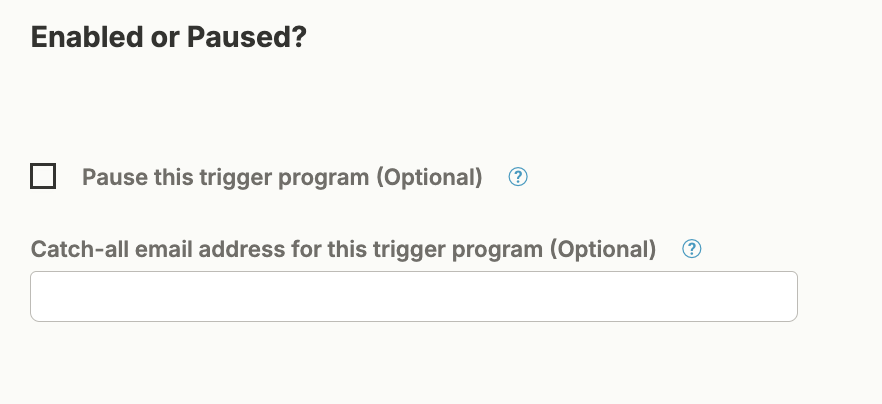 Enabled or Paused?
Pause this trigger program (Optional) ?
Catch-all email address for this trigger program (Optional) ?